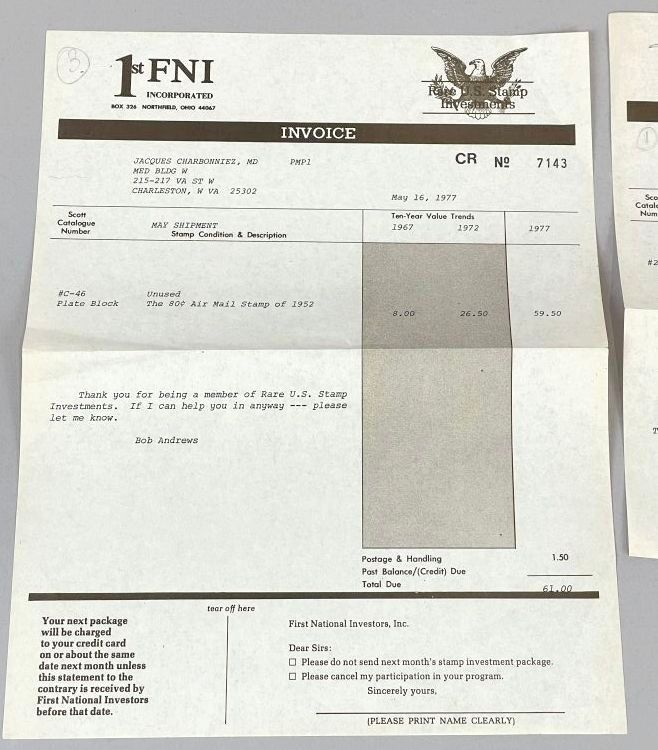 3
1st FNI
INCORPORATED
BOX 326 NORTHFIELD, OHIO 44067
Rare U.S. Stamp
Investments
INVOICE
JACQUES CHARBONNIEZ, MD PMP1
MED BLDG W
215-217 VA ST W
CHARLESTON, W VA 25302
CR No 7143
May 16, 1977
Scott
Catalogue
Number
MAY SHIPMENT
Stamp Condition & Description
Ten-Year Value Trends
1967 1972 1977
#C-46 Unused
Plate Block The 80¢ Air Mail Stamp of 1952 8.00 26.50 59.50
Thank you for being a member of Rare U.S. Stamp
Investments. If I can help you in anyway --- please
let me know.
Bob Andrews
Postage & Handling 1.50
Past Balance/(Credit) Due
Total Due 61.00
tear off here
Your next package
will be charged
to your credit card
on or about the same
date next month unless
this statement to the
contrary is received by
First National Investors
before that date.
First National Investors, Inc.
Dear Sirs:
☐ Please do not send next month's stamp investment package.
☐ Please cancel my participation in your program.
Sincerely yours,
(PLEASE PRINT NAME CLEARLY)
1
Sco
Catal
Num
#2
T